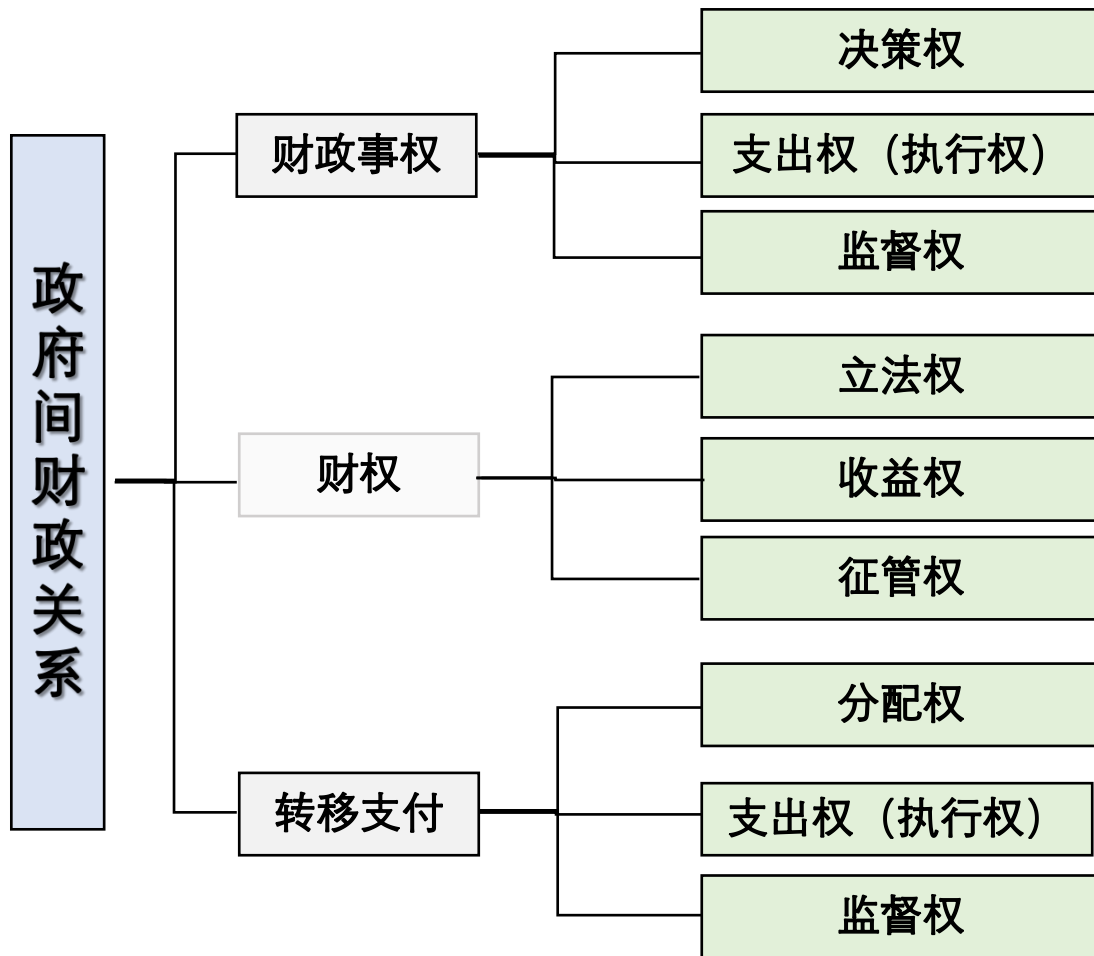 政府间财政关系
财政事权
决策权
支出权（执行权）
监督权
财权
立法权
收益权
征管权
转移支付
分配权
支出权（执行权）
监督权